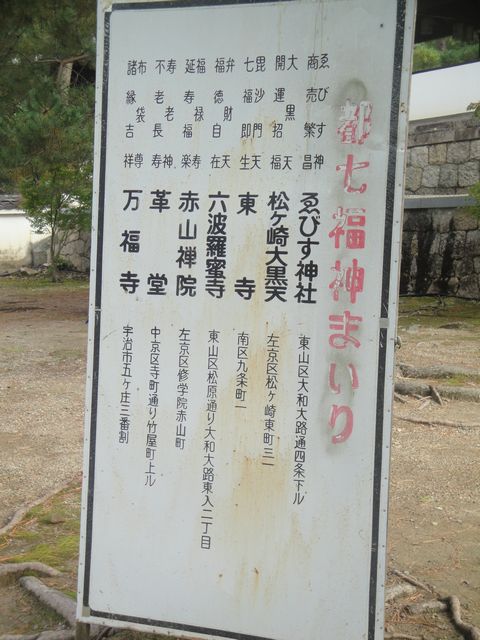 都七福神まいり
ゑびす神
商売繁昌
ゑびす神社
東山区大和大路通四条下ル
大黒天
開運招福
松ヶ崎大黒天
左京区松ヶ崎東町三一
毘沙門天
七福即生
東寺
南区九条町一
弁財天
福徳自在
六波羅蜜寺
東山区松原通り大和大路東入二丁目
福禄寿
延寿福楽
赤山禅院
左京区修学院赤山町
寿老神
不老長寿
革堂
中京区寺町通り竹屋町上ル
布袋尊
諸縁吉祥
万福寺
宇治市五ヶ庄三番割